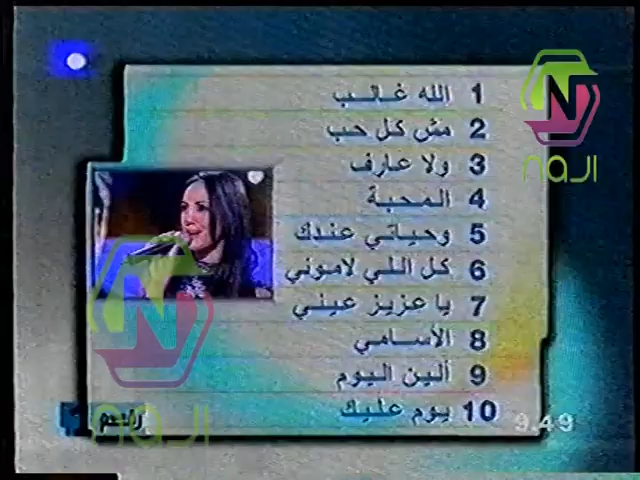 1 الله غالب
2 مش كل حب
3 ولا عارف
4 المحبة
5 وحياتي عندك
6 كل اللي لاموني
7 يا عزيز عيني
8 الأسامي
9 ألين اليوم
10 يوم عليك
N
NAJI
N
NAJI
9.49